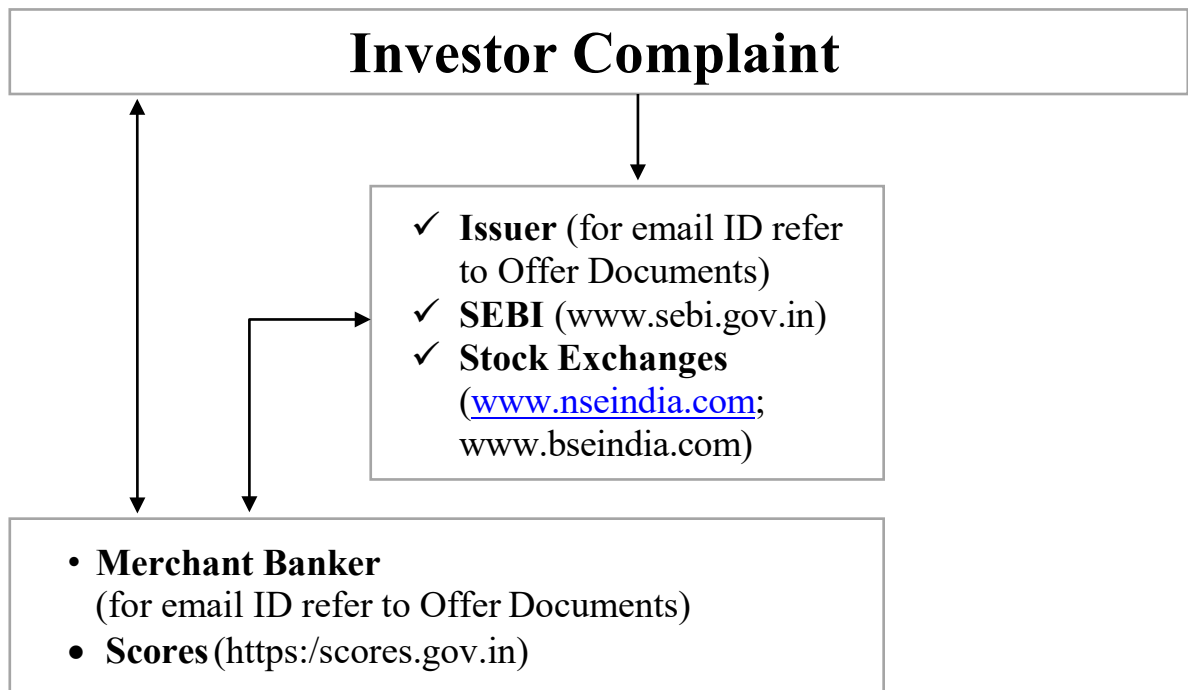 Investor Complaint
✓ Issuer (for email ID refer
to Offer Documents)
✓ SEBI (www.sebi.gov.in)
✓ Stock Exchanges
(www.nseindia.com;
www.bseindia.com)
• Merchant Banker
(for email ID refer to Offer Documents)
• Scores (https:/scores.gov.in)